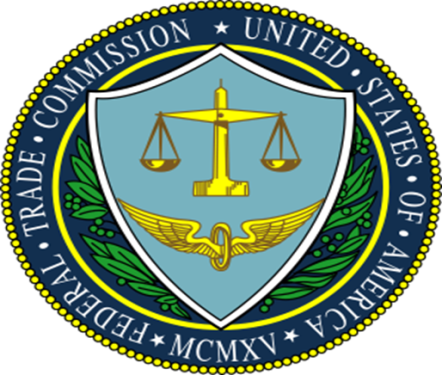 FEDERAL · TRADE · COMMISSION ★ UNITED · STATES · OF · AMERICA
★ MCMXV ★